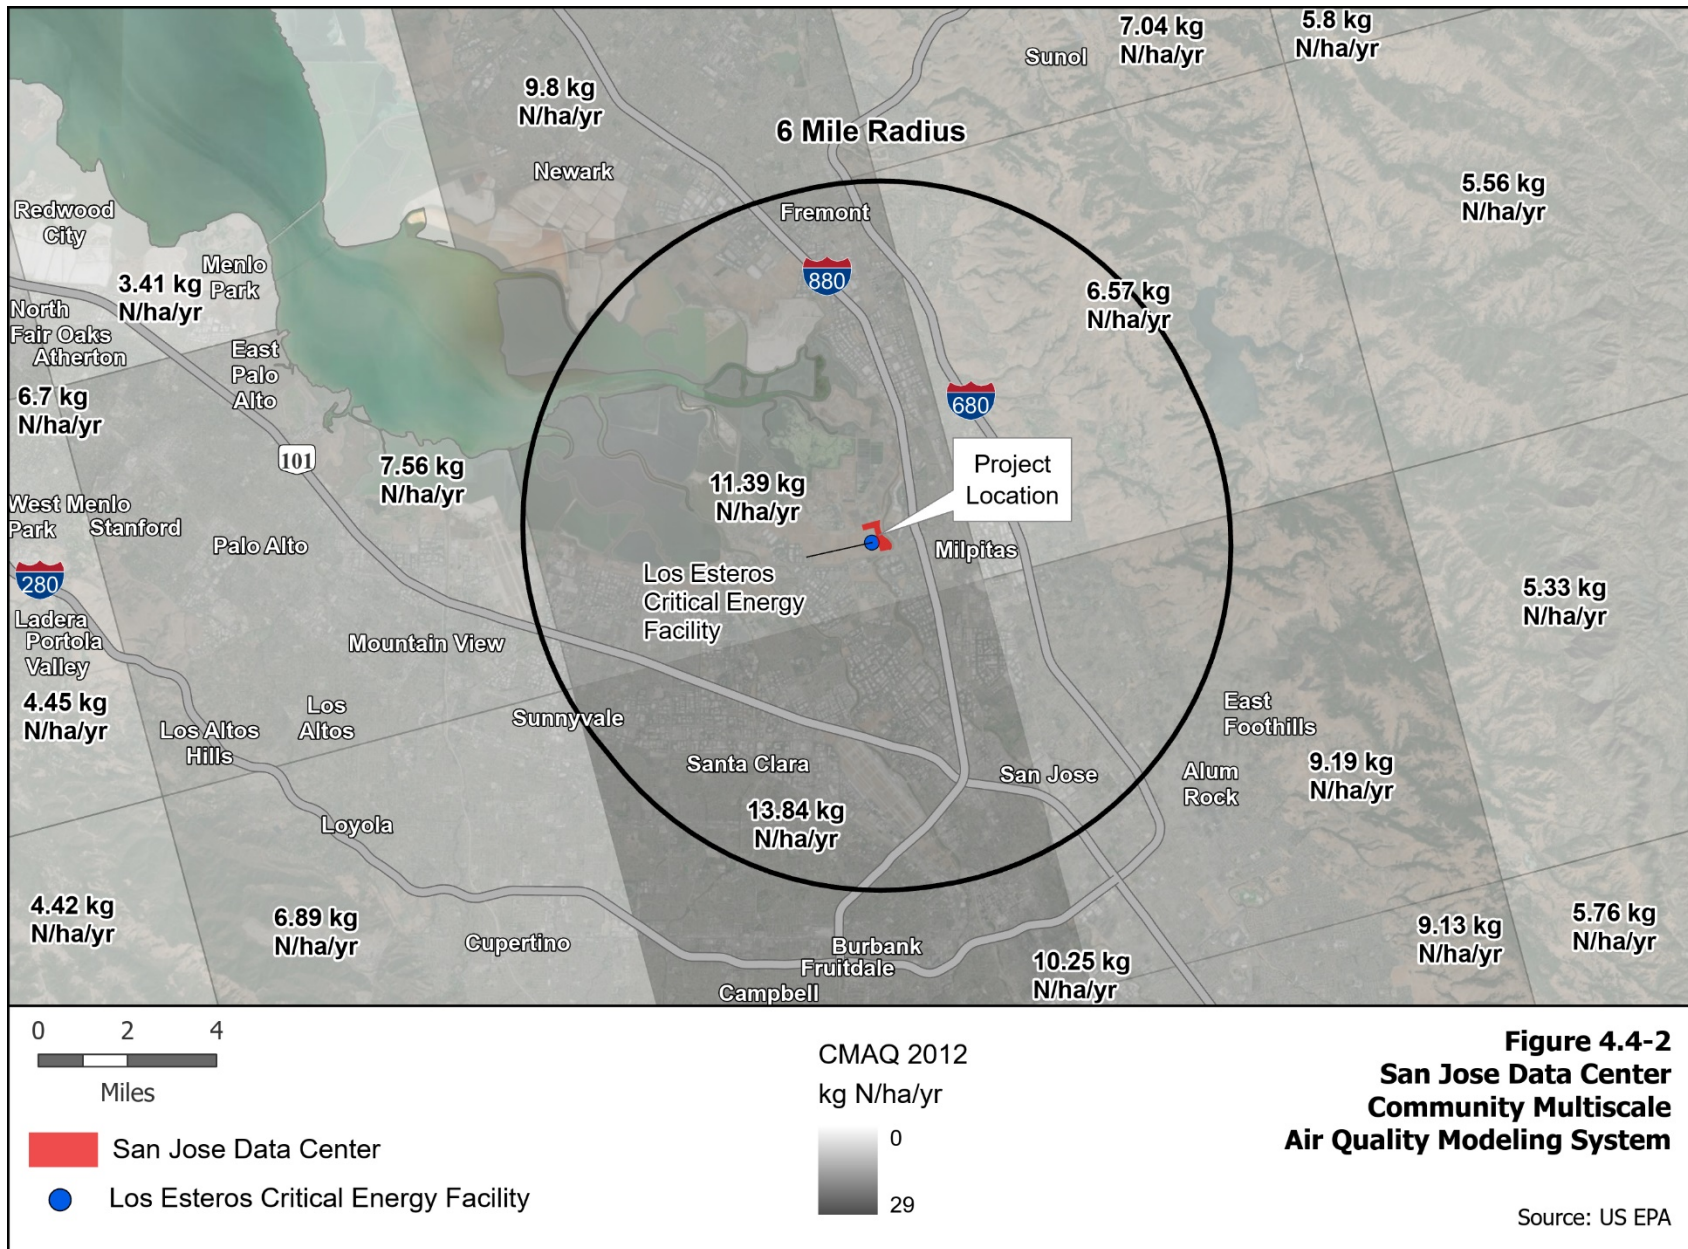 7.04 kg
N/ha/yr
5.8 kg
N/ha/yr
Sunol
9.8 kg
N/ha/yr
6 Mile Radius
Newark
5.56 kg
N/ha/yr
Redwood
City
Fremont
Menlo
Park
3.41 kg
N/ha/yr
880
6.57 kg
N/ha/yr
North
Fair Oaks
Atherton
East
Palo
Alto
6.7 kg
N/ha/yr
680
101
7.56 kg
N/ha/yr
11.39 kg
N/ha/yr
Project
Location
West Menlo
Park
Stanford
Palo Alto
Milpitas
280
Los Esteros
Critical Energy
Facility
5.33 kg
N/ha/yr
Ladera
Portola
Valley
Mountain View
4.45 kg
N/ha/yr
Los Altos
Hills
Los
Altos
Sunnyvale
East
Foothills
Santa Clara
San Jose
Alum
Rock
9.19 kg
N/ha/yr
13.84 kg
N/ha/yr
Loyola
4.42 kg
N/ha/yr
6.89 kg
N/ha/yr
Cupertino
Burbank
Fruitdale
Campbell
10.25 kg
N/ha/yr
9.13 kg
N/ha/yr
5.76 kg
N/ha/yr
0 2 4
Miles
San Jose Data Center
Los Esteros Critical Energy Facility
CMAQ 2012
kg N/ha/yr
0
29
Figure 4.4-2
San Jose Data Center
Community Multiscale
Air Quality Modeling System
Source: US EPA